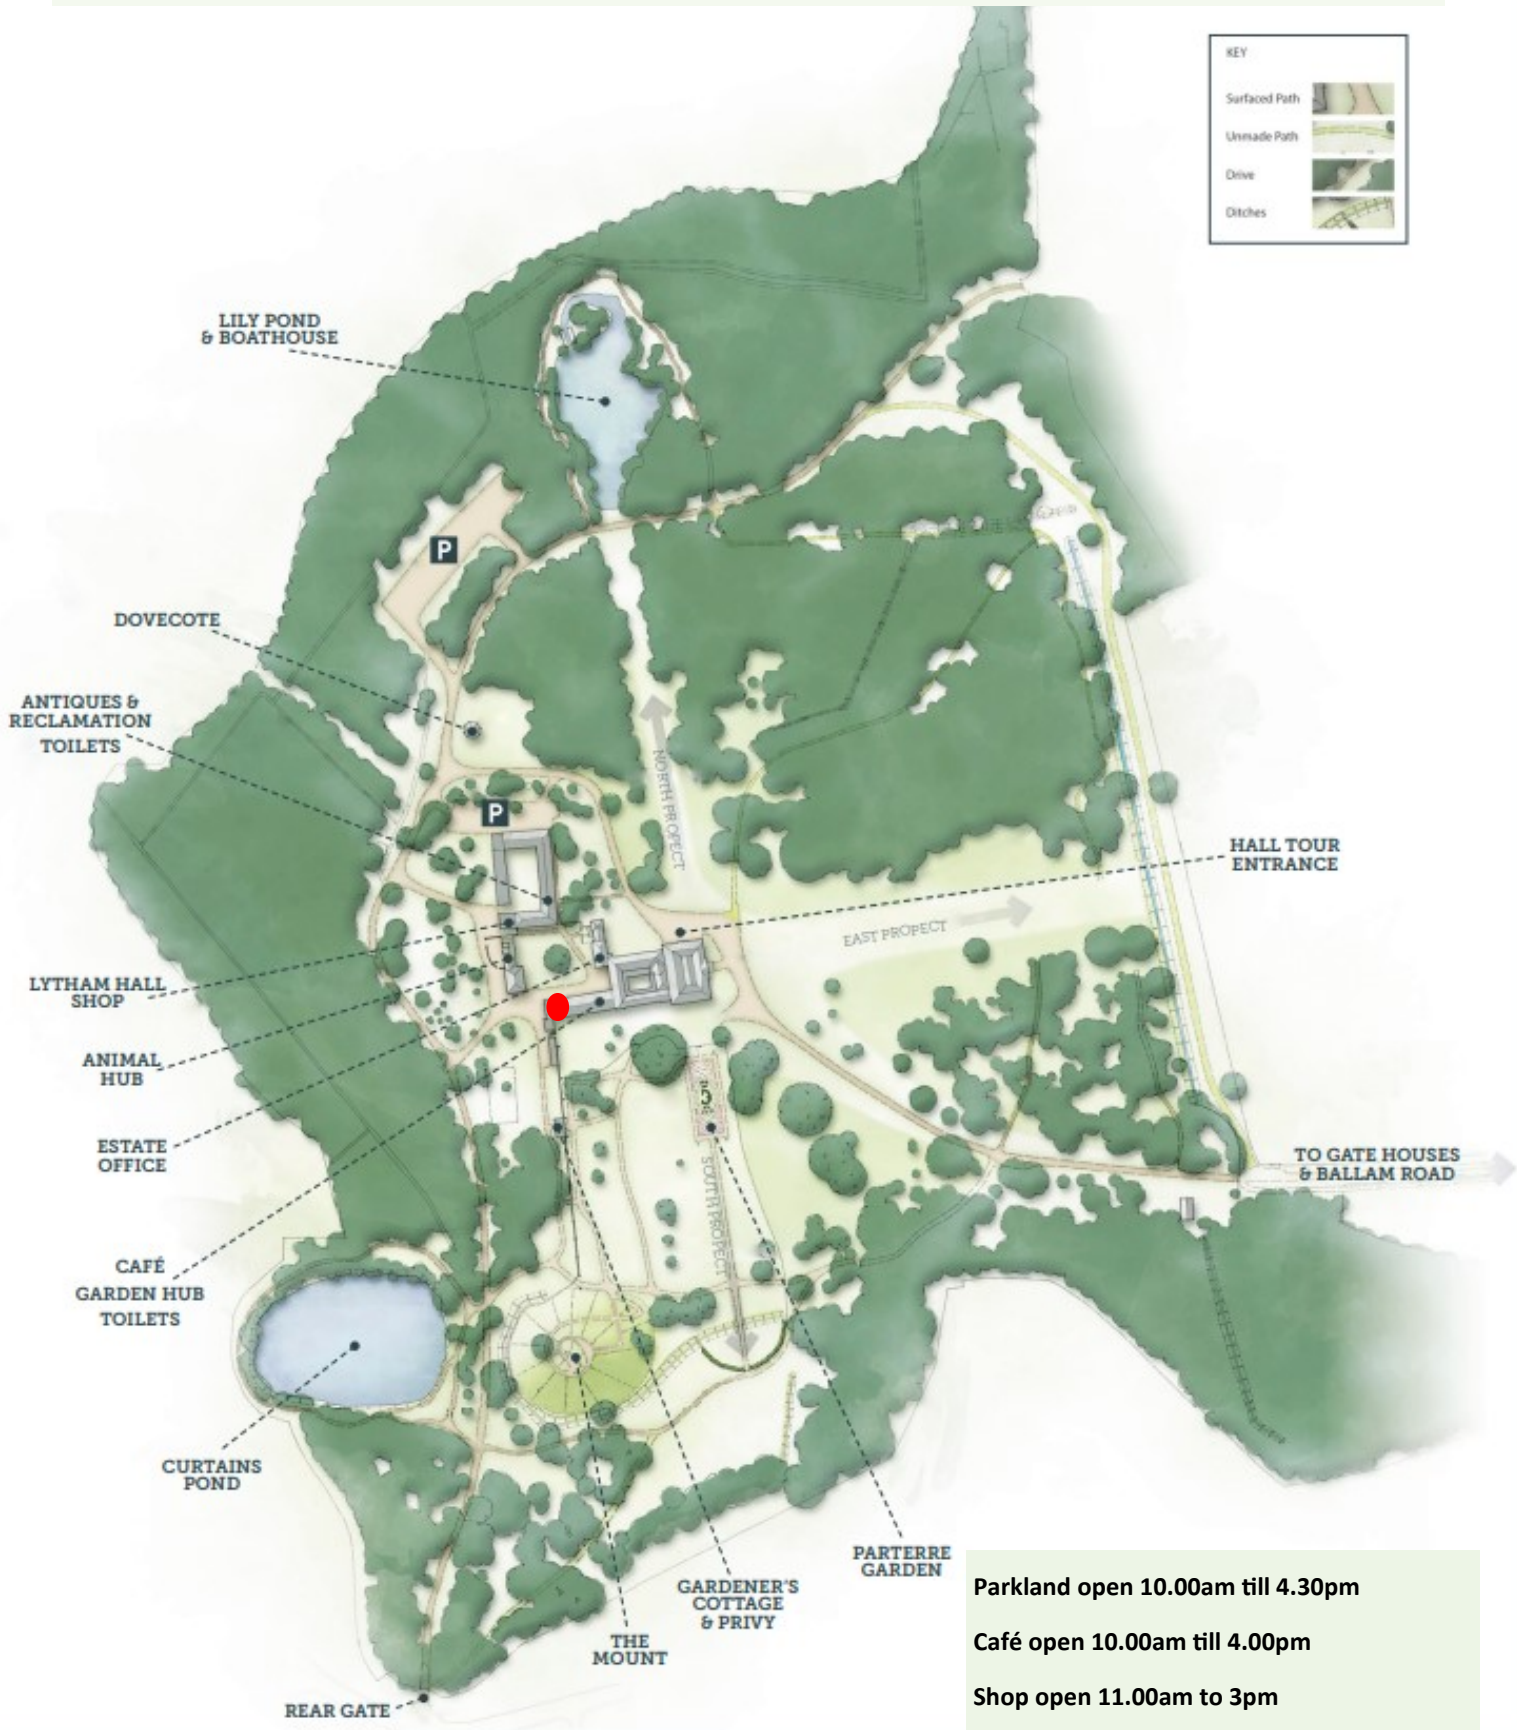 KEY
Surfaced Path
Unmade Path
Drive
Ditches
LILY POND
& BOATHOUSE
P
DOVECOTE
ANTIQUES &
RECLAMATION
TOILETS
P
NORTH PROPECT
HALL TOUR
ENTRANCE
EAST PROPECT
LYTHAM HALL
SHOP
ANIMAL
HUB
ESTATE
OFFICE
SOUTH PROPECT
TO GATE HOUSES
& BALLAM ROAD
CAFÉ
GARDEN HUB
TOILETS
CURTAINS
POND
PARTERRE
GARDEN
GARDENER'S
COTTAGE
& PRIVY
THE
MOUNT
REAR GATE
Parkland open 10.00am till 4.30pm
Café open 10.00am till 4.00pm
Shop open 11.00am to 3pm